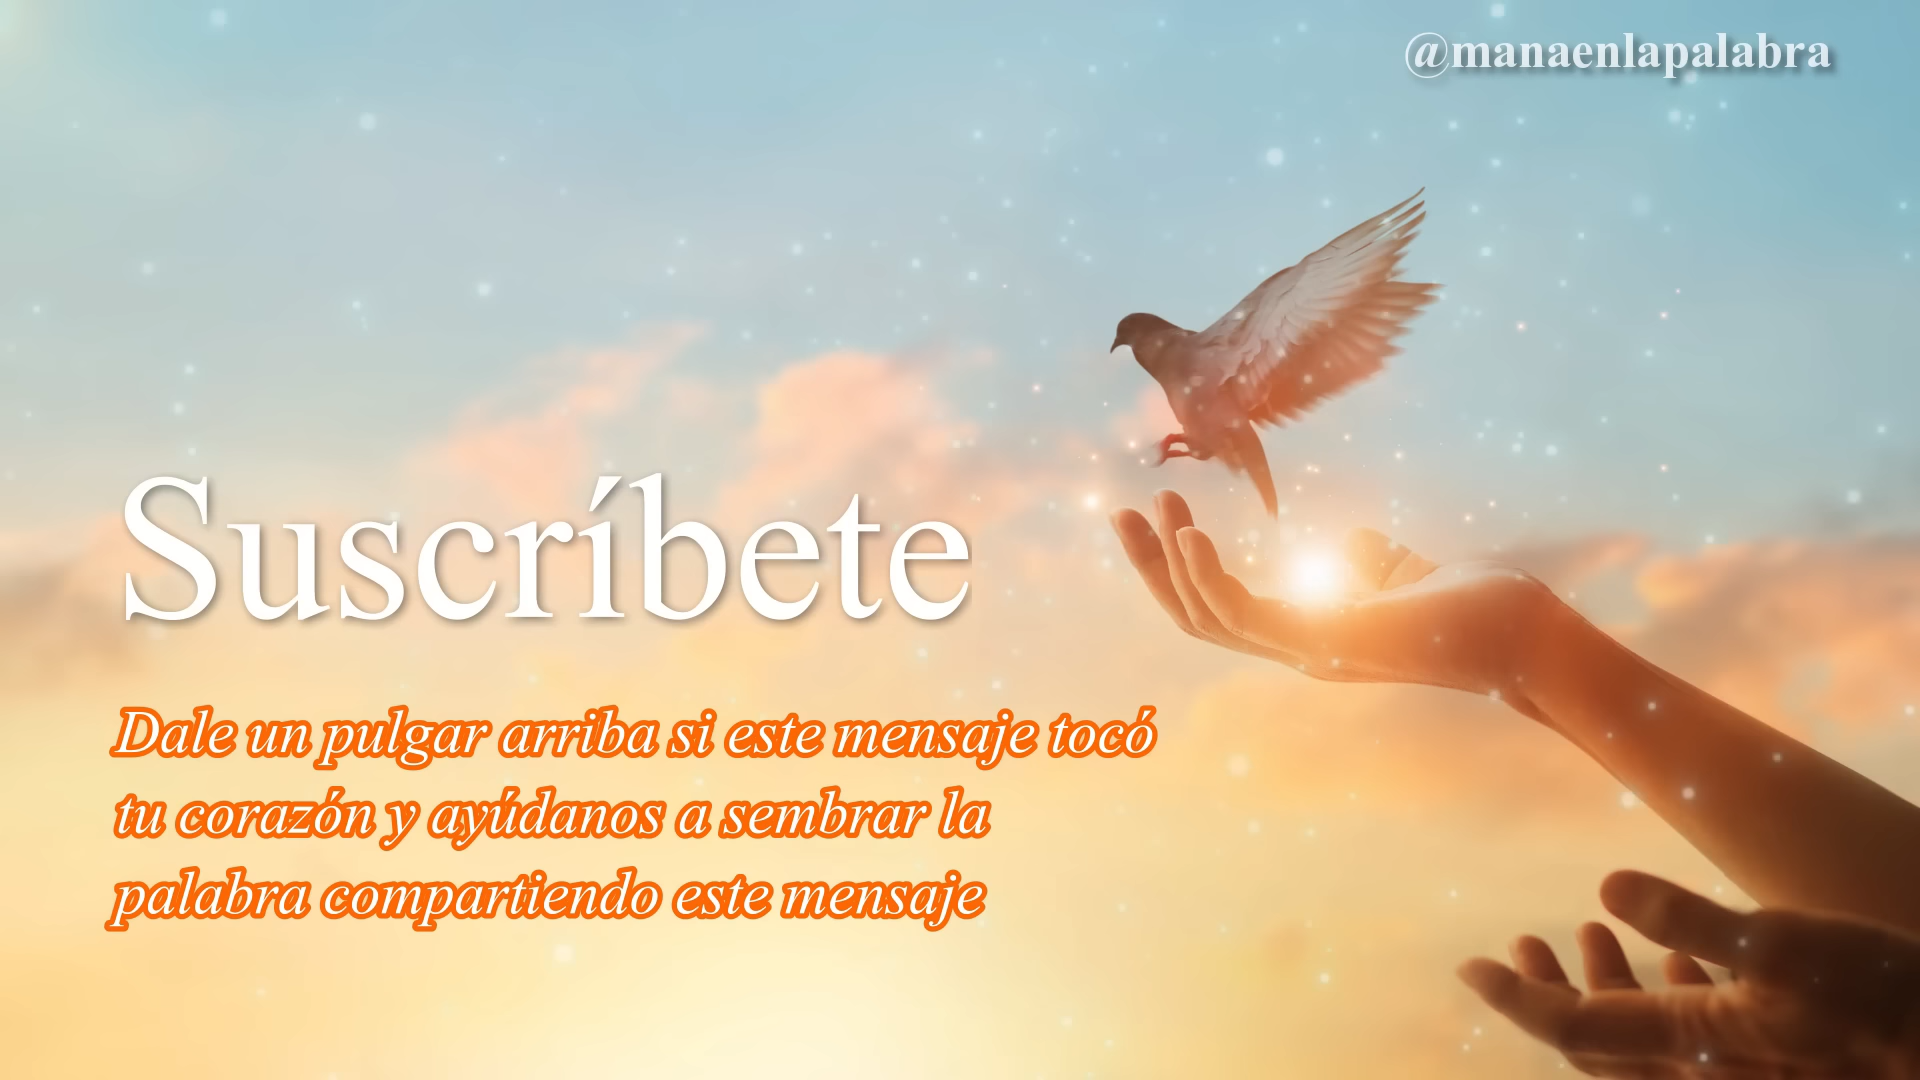 @manaenlapalabra
Suscríbete
Dale un pulgar arriba si este mensaje tocó
tu corazón y ayúdanos a sembrar la
palabra compartiendo este mensaje